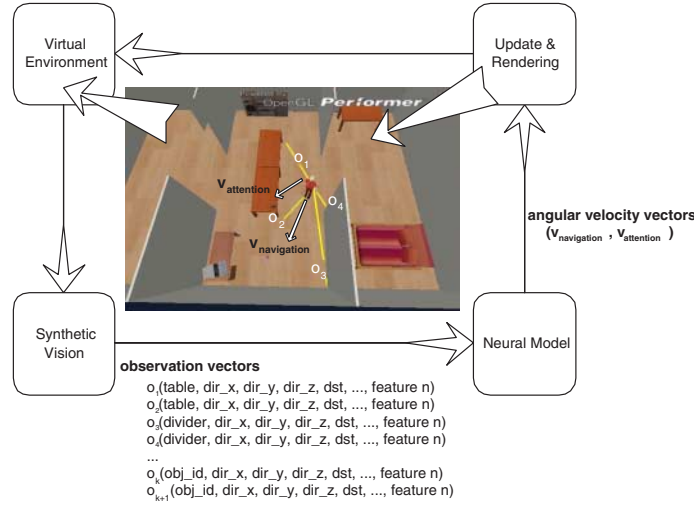 Virtual
Environment
Update &
Rendering
OpenGL Performer
o1
vattention
o4
o2
vnavigation
o3
angular velocity vectors
(vnavigation , vattention )
Synthetic
Vision
Neural Model
observation vectors
o1(table, dir_x, dir_y, dir_z, dst, ..., feature n)
o2(table, dir_x, dir_y, dir_z, dst, ..., feature n)
o3(divider, dir_x, dir_y, dir_z, dst, ..., feature n)
o4(divider, dir_x, dir_y, dir_z, dst, ..., feature n)
...
ok(obj_id, dir_x, dir_y, dir_z, dst, ..., feature n)
ok+1(obj_id, dir_x, dir_y, dir_z, dst, ..., feature n)